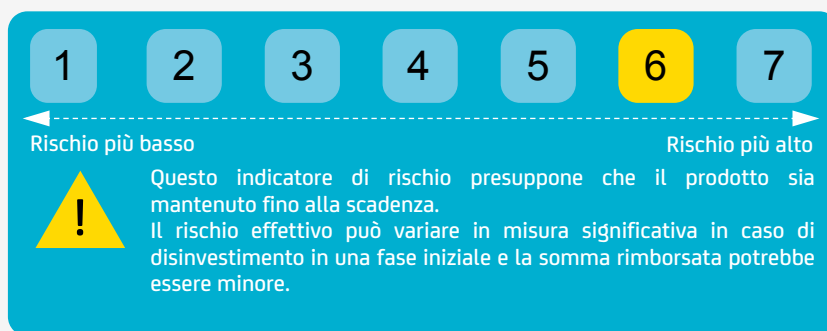 1 2 3 4 5 6 7
Rischio più basso Rischio più alto
!
Questo indicatore di rischio presuppone che il prodotto sia
mantenuto fino alla scadenza.
Il rischio effettivo può variare in misura significativa in caso di
disinvestimento in una fase iniziale e la somma rimborsata potrebbe
essere minore.